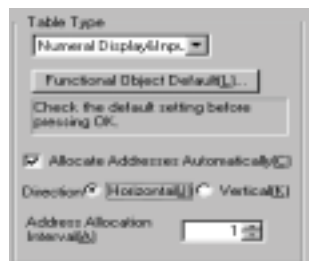 Table Type
Numeral Display&Inpu
Functional Object Default(L)...
Check the default setting before
pressing OK.
Allocate Addresses Automatically(C)
Direction Horizontal(J) Vertical(K)
Address Allocation
Interval(A) 1